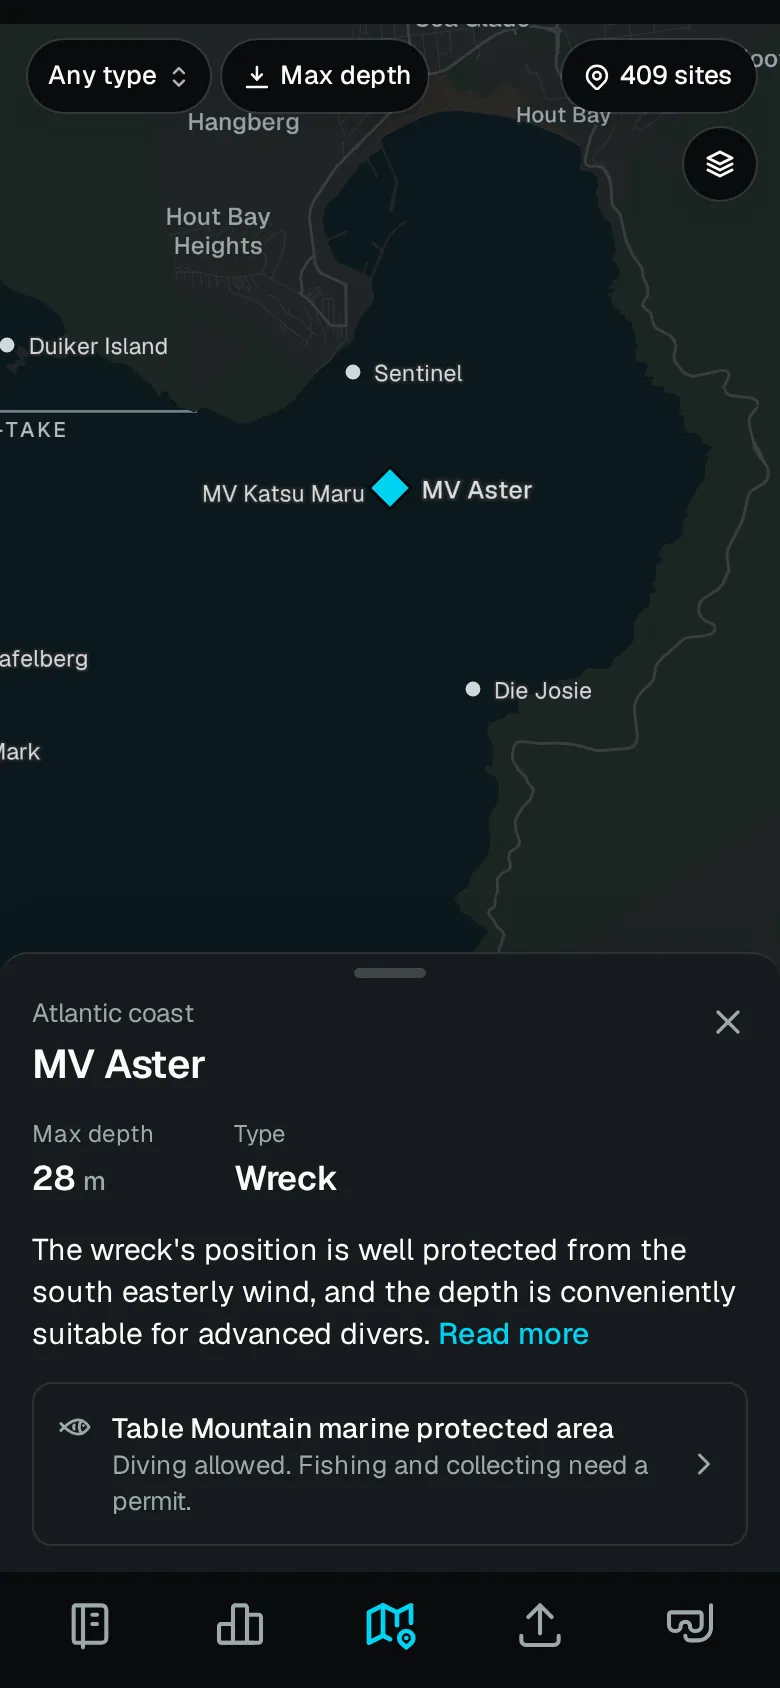 Any type
Max depth
409 sites
Hangberg
Hout Bay
Hout Bay
Heights
Duiker Island
Sentinel
-TAKE
MV Katsu Maru
MV Aster
afelberg
Die Josie
Mark
Atlantic coast
MV Aster
Max depth
Type
28 m
Wreck
The wreck's position is well protected from the
south easterly wind, and the depth is conveniently
suitable for advanced divers. Read more
Table Mountain marine protected area
Diving allowed. Fishing and collecting need a
permit.